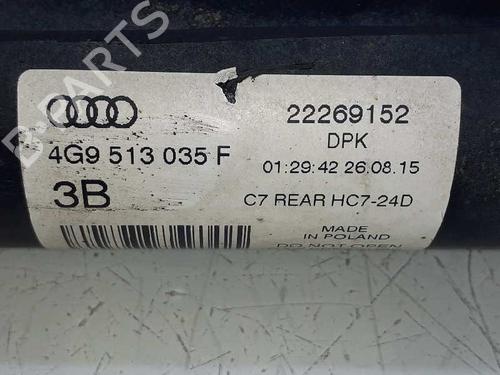 22269152
4G9 513 035 F
DPK
01:29:42 26.08.15
3B
C7 REAR HC7-24D
MADE
IN POLAND
DO NOT OPEN
B-PARTS